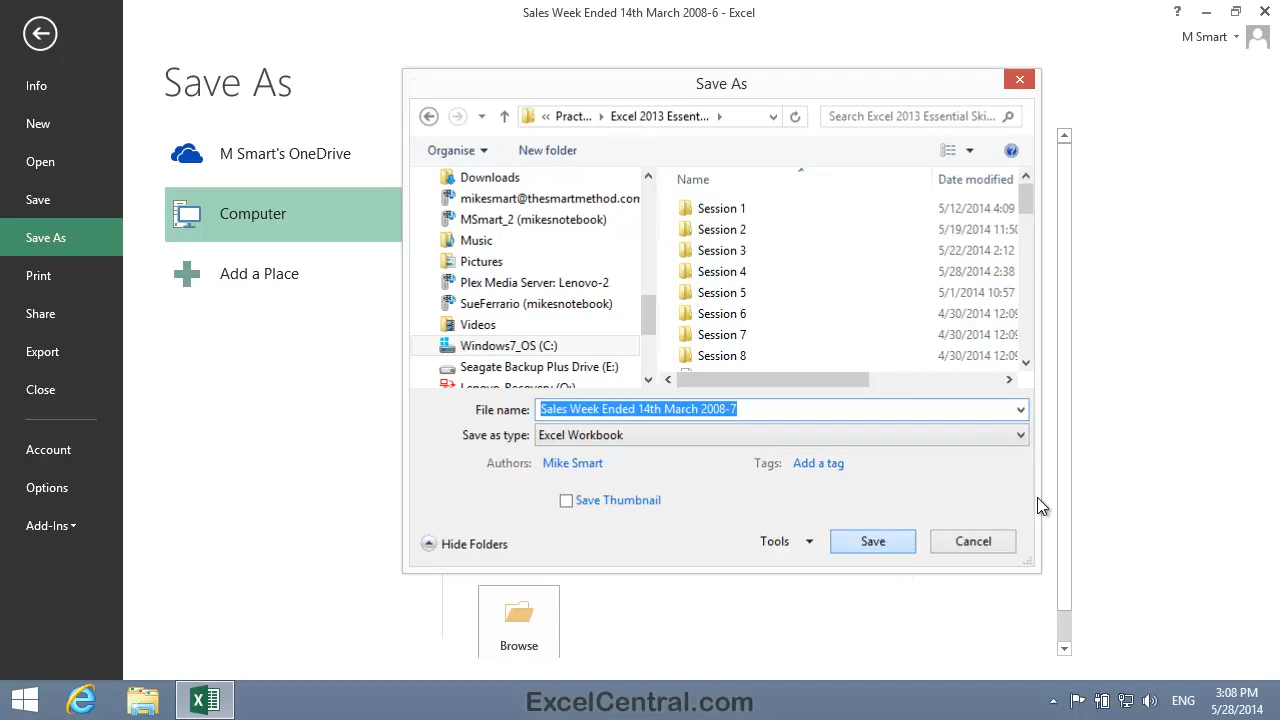 Sales Week Ended 14th March 2008-6 - Excel
?
M Smart
Info
New
Open
Save
Save As
Print
Share
Export
Close
Account
Options
Add-Ins
Save As
M Smart's OneDrive
Computer
Add a Place
Browse
Save As
« Pract... Excel 2013 Essent...
Search Excel 2013 Essential Ski...
Organise
New folder
?
Downloads
mikesmart@thesmartmethod.com
MSmart_2 (mikesnotebook)
Music
Pictures
Plex Media Server: Lenovo-2
SueFerrario (mikesnotebook)
Videos
Windows7_OS (C:)
Seagate Backup Plus Drive (E:)
Lenovo_Recovery (Q:)
Name Date modified
Session 1 5/12/2014 4:09
Session 2 5/19/2014 11:50
Session 3 5/22/2014 2:12
Session 4 5/28/2014 2:38
Session 5 5/1/2014 10:57
Session 6 4/30/2014 12:09
Session 7 4/30/2014 12:09
Session 8 4/30/2014 12:09
File name: Sales Week Ended 14th March 2008-7
Save as type: Excel Workbook
Authors: Mike Smart
Tags: Add a tag
Save Thumbnail
Hide Folders
Tools
Save
Cancel
ExcelCentral.com
ENG
3:08 PM
5/28/2014